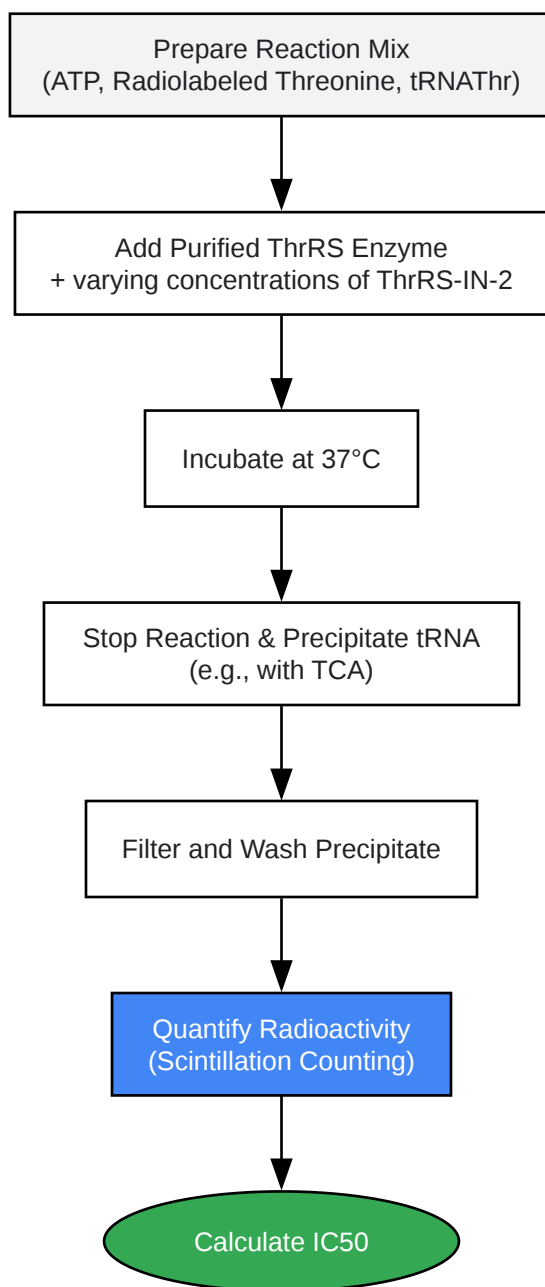 Prepare Reaction Mix
(ATP, Radiolabeled Threonine, tRNAThr)
Add Purified ThrRS Enzyme
+ varying concentrations of ThrRS-IN-2
Incubate at 37°C
Stop Reaction & Precipitate tRNA
(e.g., with TCA)
Filter and Wash Precipitate
Quantify Radioactivity
(Scintillation Counting)
Calculate IC50